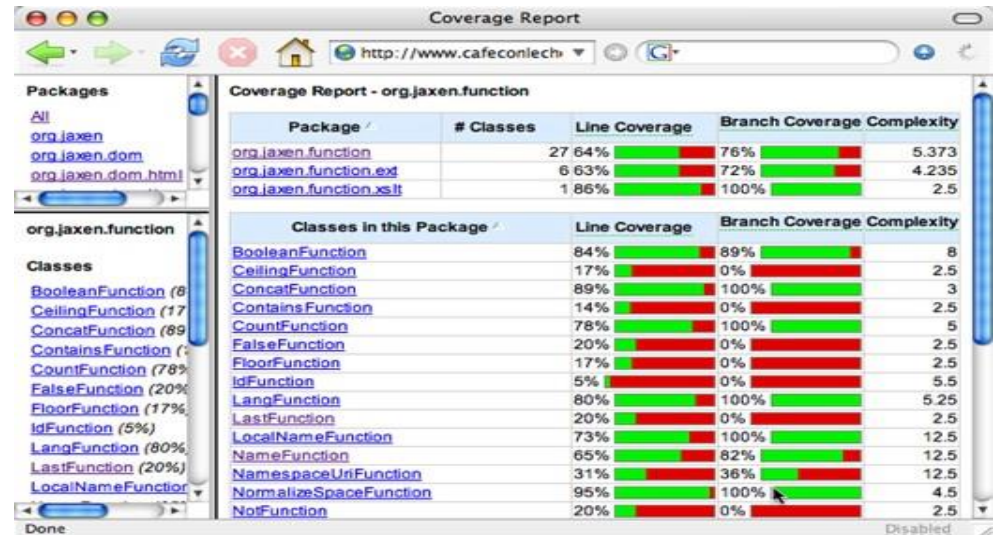 Coverage Report
http://www.cafeconlech
G
Packages
All
org.jaxen
org.jaxen.dom
org.jaxen.dom.html
org.jaxen.function
Classes
BooleanFunction (8
CeilingFunction (17
ConcatFunction (89
ContainsFunction (
CountFunction (78%
FalseFunction (20%
FloorFunction (17%
IdFunction (5%)
LangFunction (80%
LastFunction (20%)
LocalNameFunction
Coverage Report - org.jaxen.function
Package # Classes Line Coverage Branch Coverage Complexity
org.jaxen.function 27 64% 76% 5.373
org.jaxen.function.ext 6 63% 72% 4.235
org.jaxen.function.xslt 1 86% 100% 2.5
Classes in this Package Line Coverage Branch Coverage Complexity
BooleanFunction 84% 89% 8
CeilingFunction 17% 0% 2.5
ConcatFunction 89% 100% 3
ContainsFunction 14% 0% 2.5
CountFunction 78% 100% 5
FalseFunction 20% 0% 2.5
FloorFunction 17% 0% 2.5
IdFunction 5% 0% 5.5
LangFunction 80% 100% 5.25
LastFunction 20% 0% 2.5
LocalNameFunction 73% 100% 12.5
NameFunction 65% 82% 12.5
NamespaceUriFunction 31% 36% 12.5
NormalizeSpaceFunction 95% 100% 4.5
NotFunction 20% 0% 2.5
Done
Disabled